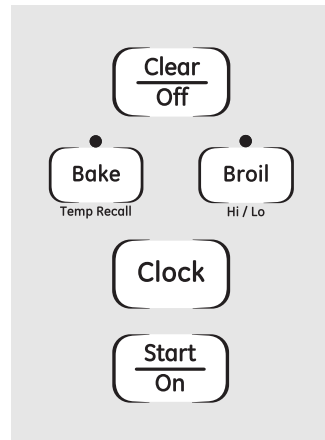 Clear
Off
Bake
Broil
Temp Recall
Hi / Lo
Clock
Start
On